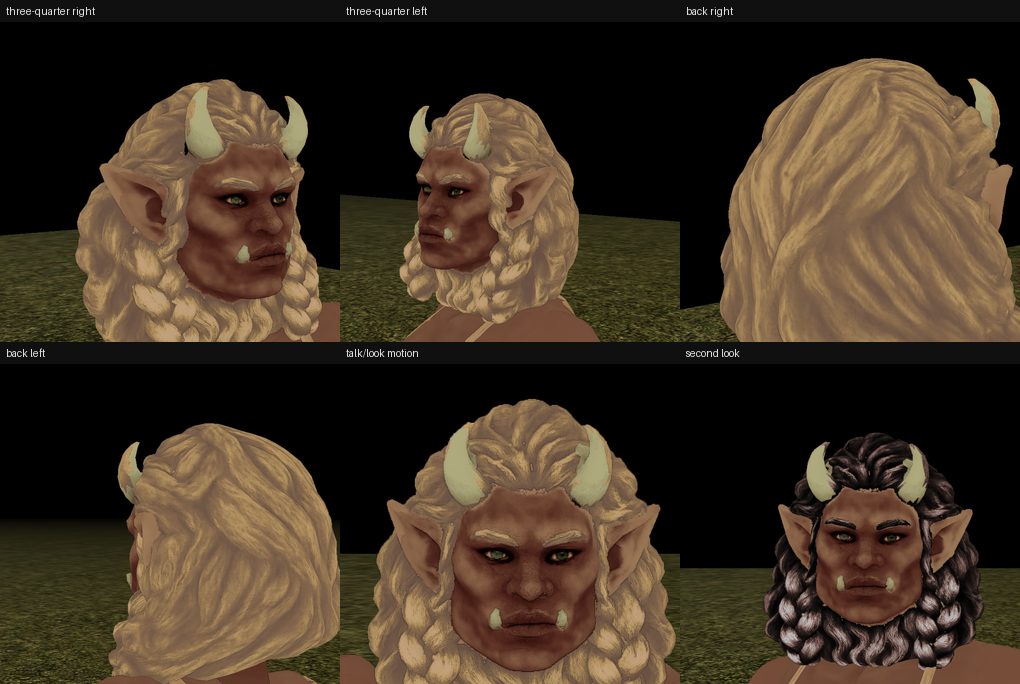 three-quarter right
three-quarter left
back right
back left
talk/look motion
second look